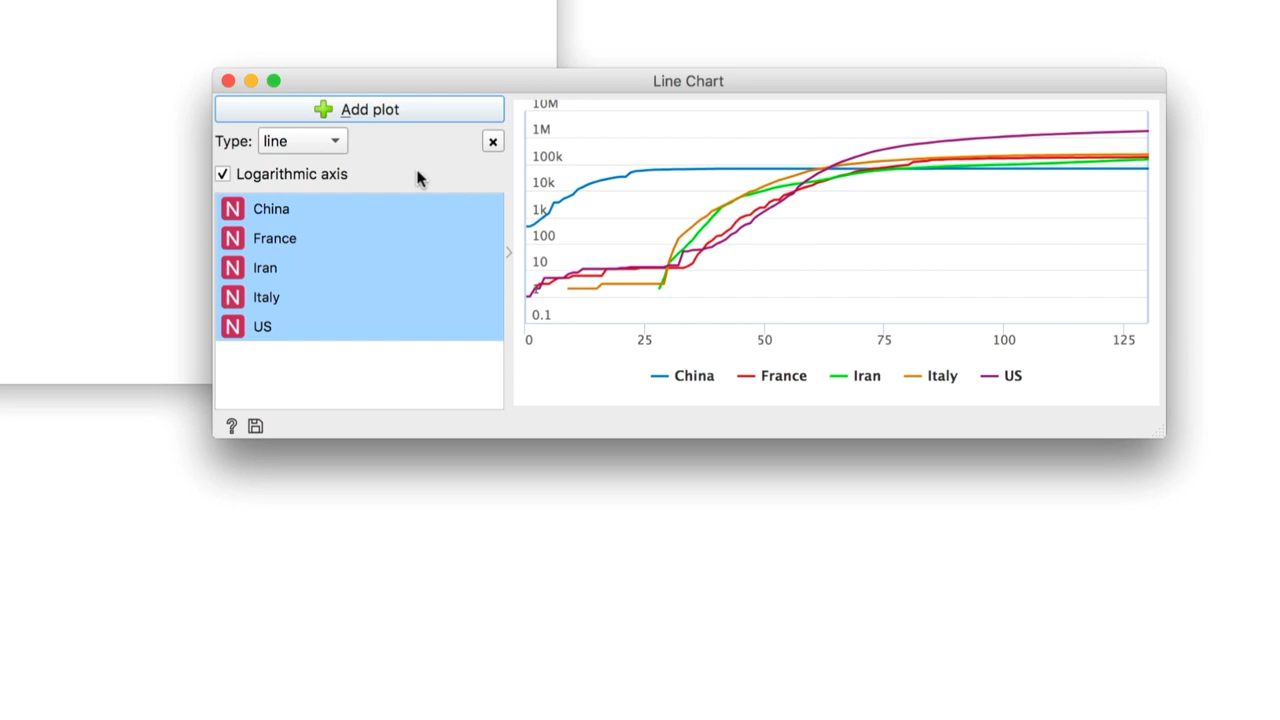 Line Chart
Add plot
Type: line
Logarithmic axis
N China
N France
N Iran
N Italy
N US
10M
1M
100k
10k
1k
100
10
1
0.1
0 25 50 75 100 125
China France Iran Italy US